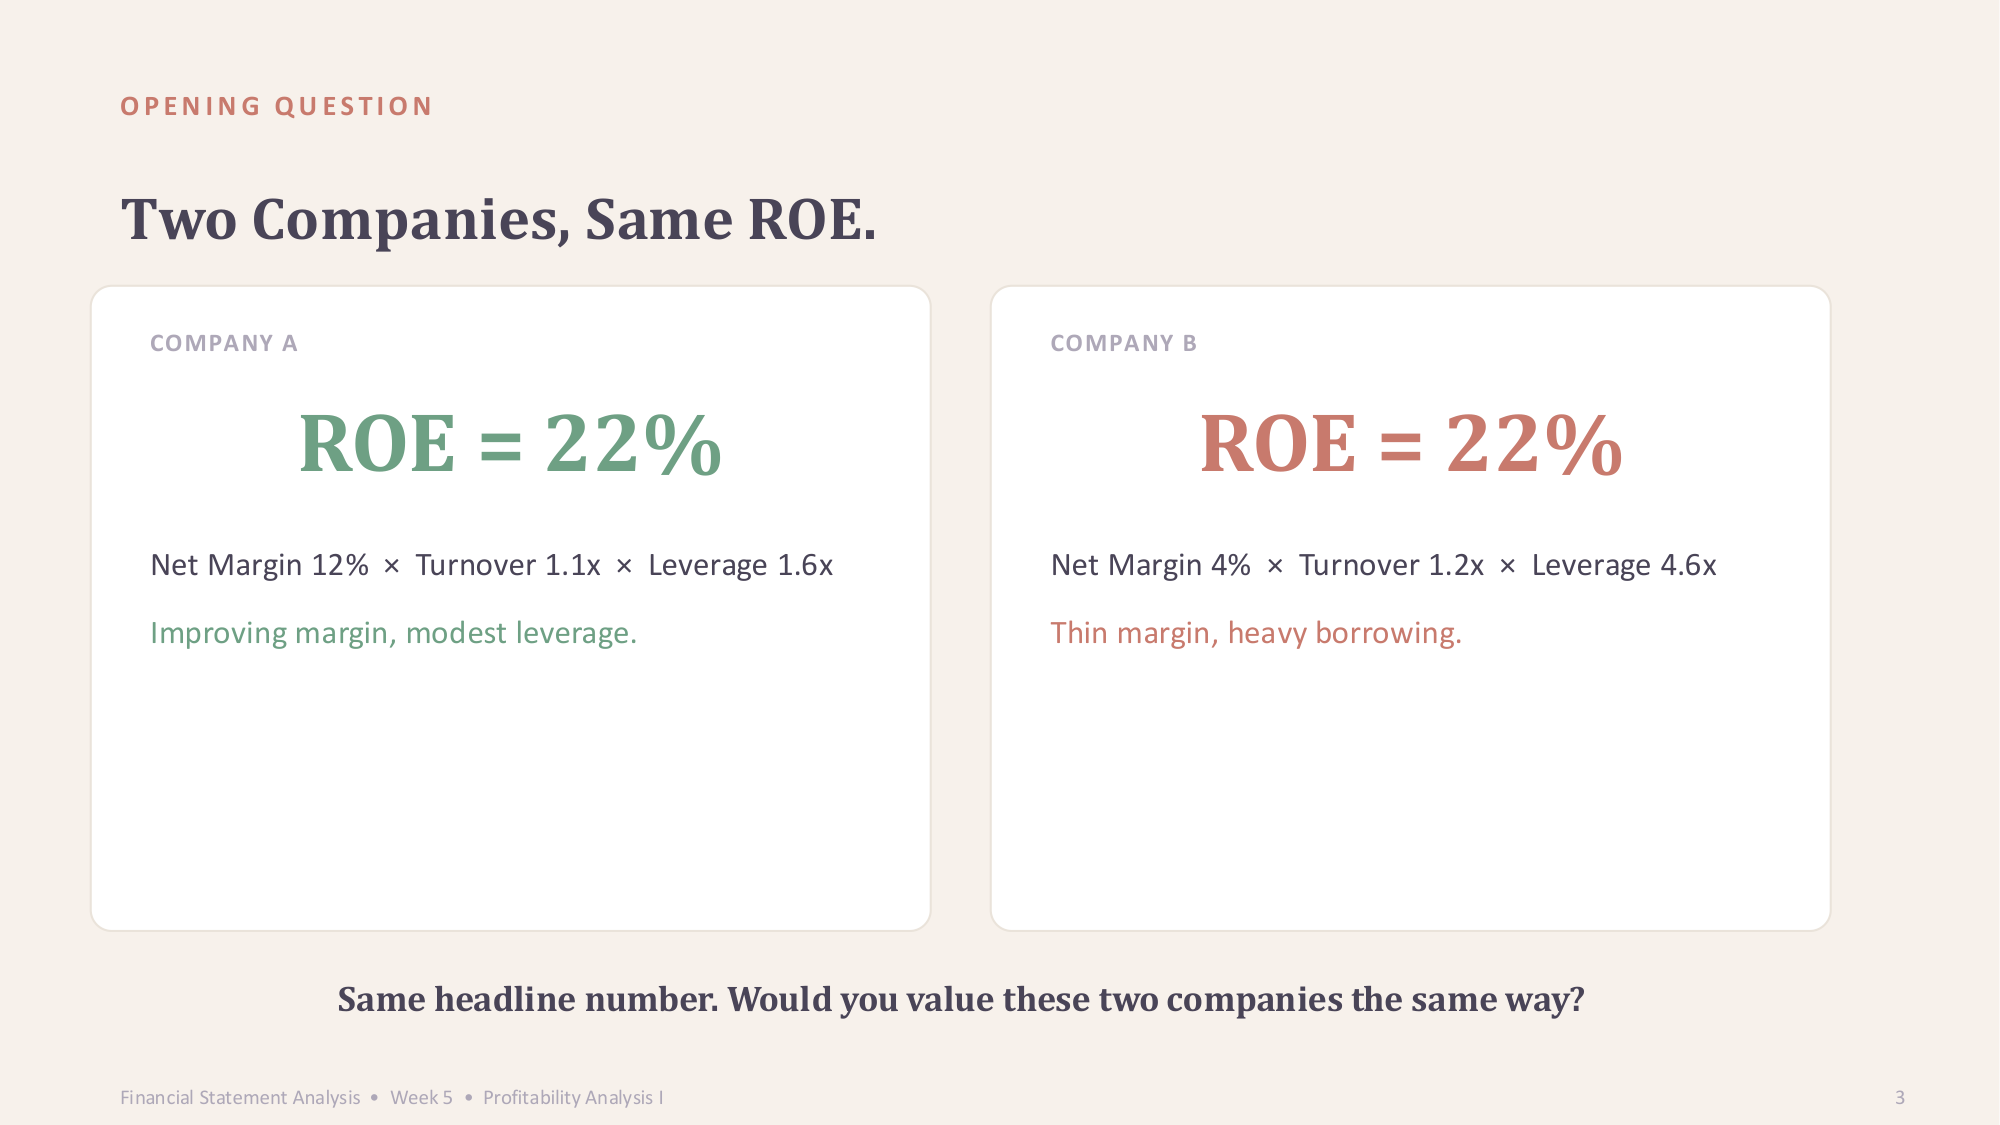 OPENING QUESTION
Two Companies, Same ROE.
COMPANY A
ROE = 22%
Net Margin 12% × Turnover 1.1x × Leverage 1.6x
Improving margin, modest leverage.
COMPANY B
ROE = 22%
Net Margin 4% × Turnover 1.2x × Leverage 4.6x
Thin margin, heavy borrowing.
Same headline number. Would you value these two companies the same way?
Financial Statement Analysis • Week 5 • Profitability Analysis I
3